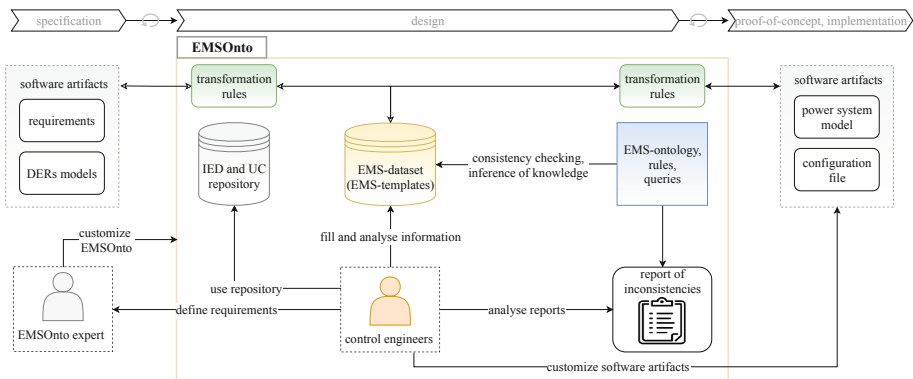 specification
design
proof-of-concept, implementation
EMSOnto
software artifacts
requirements
DERs models
transformation
rules
transformation
rules
software artifacts
power system
model
configuration
file
IED and UC
repository
EMS-dataset
(EMS-templates)
consistency checking,
inference of knowledge
EMS-ontology,
rules,
queries
customize
EMSOnto
fill and analyse information
use repository
define requirements
analyse reports
report of
inconsistencies
EMSOnto expert
control engineers
customize software artifacts